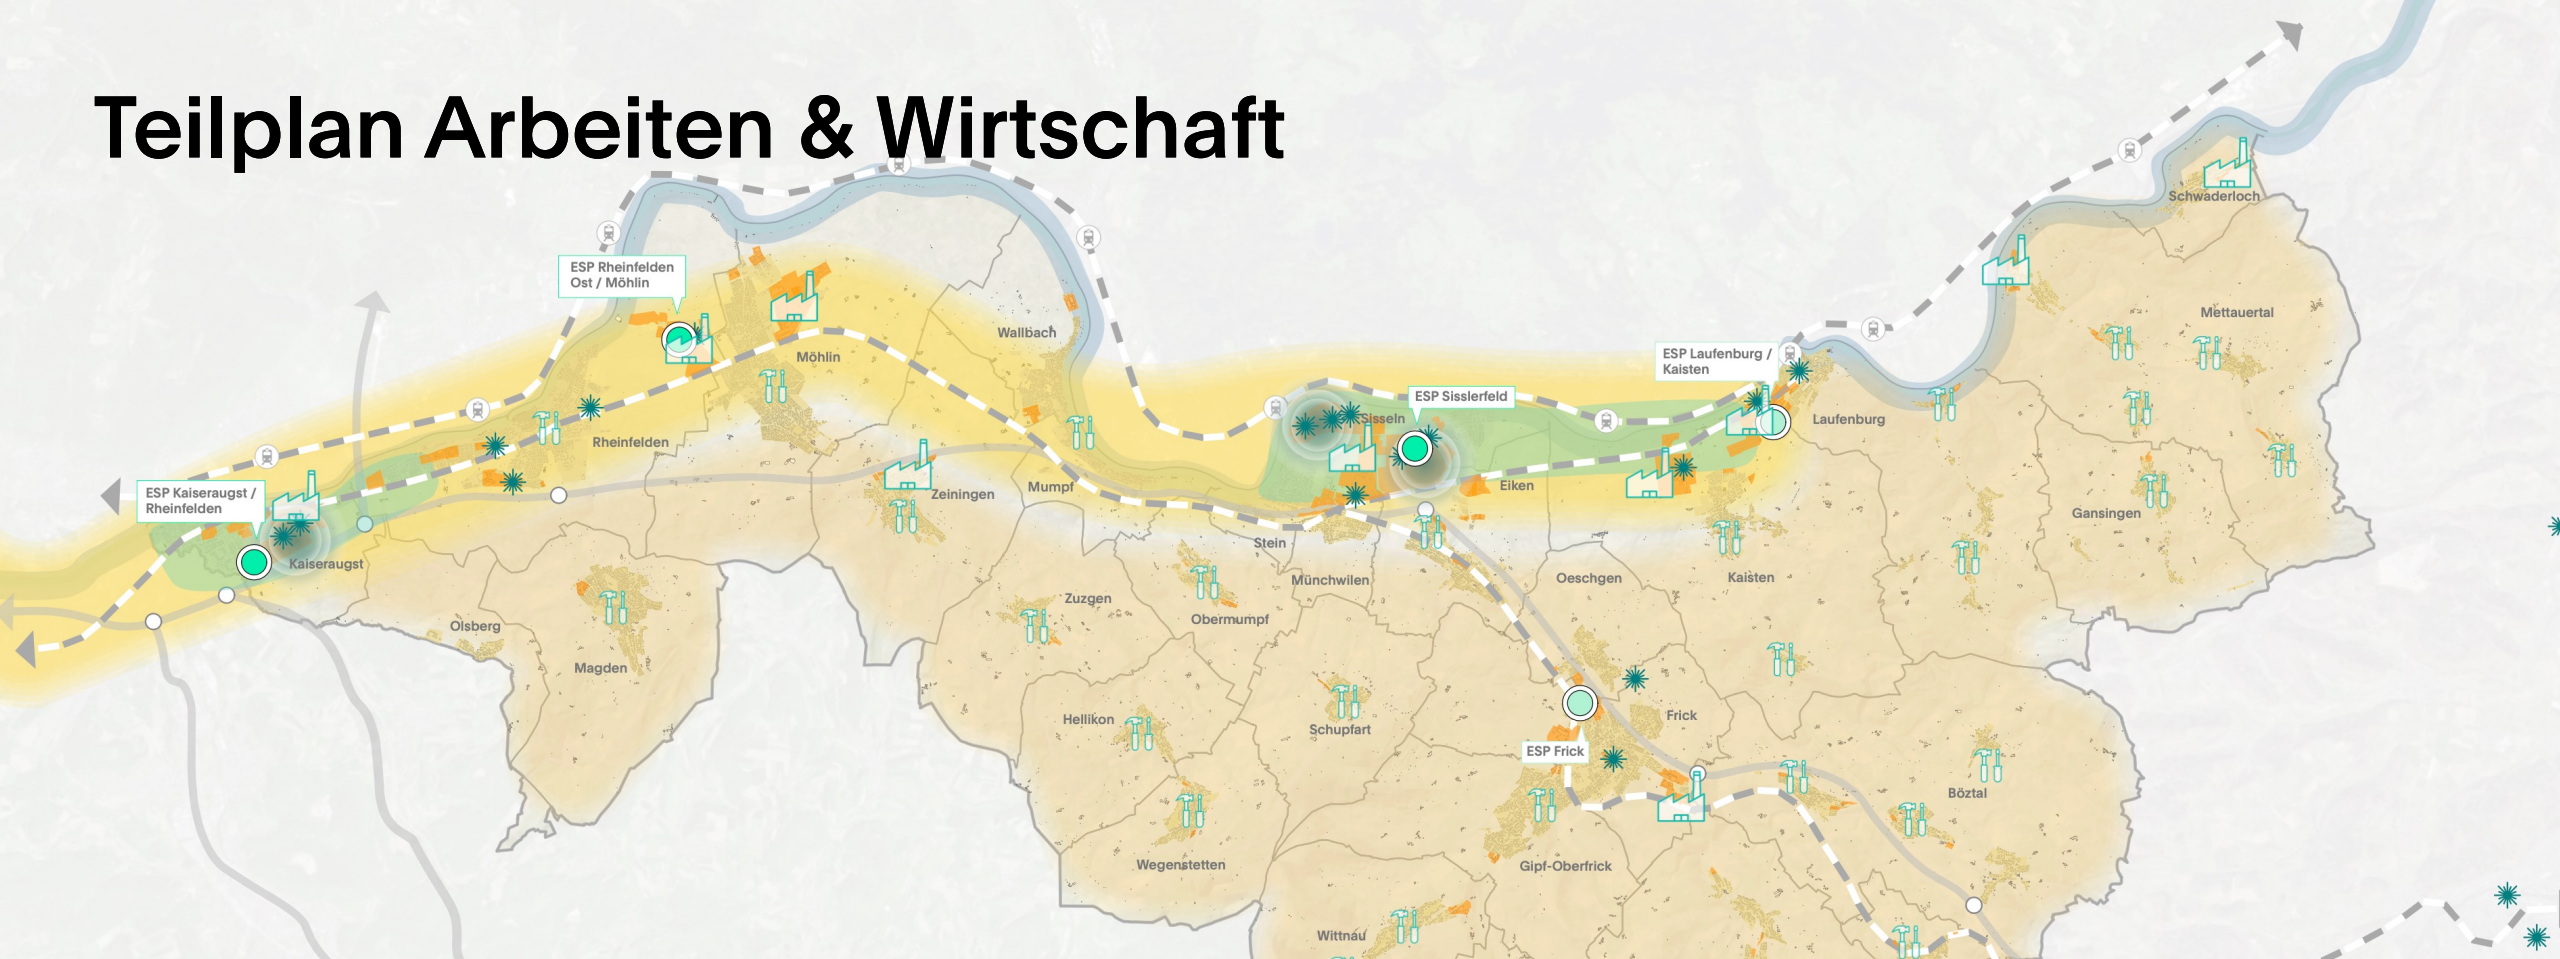 Teilplan Arbeiten & Wirtschaft
Schwaderloch
ESP Rheinfelden
Ost / Möhlin
Mettauertal
Wallbach
Möhlin
ESP Laufenburg /
Kaisten
ESP Sisslerfeld
Sisseln
Laufenburg
Rheinfelden
ESP Kaiseraugst /
Rheinfelden
Zeiningen
Mumpf
Eiken
Gansingen
Stein
Kaiseraugst
Münchwilen
Oeschgen
Kaisten
Zuzgen
Obermumpf
Olsberg
Magden
Hellikon
Schupfart
Frick
ESP Frick
Böztal
Wegenstetten
Gipf-Oberfrick
Wittnau